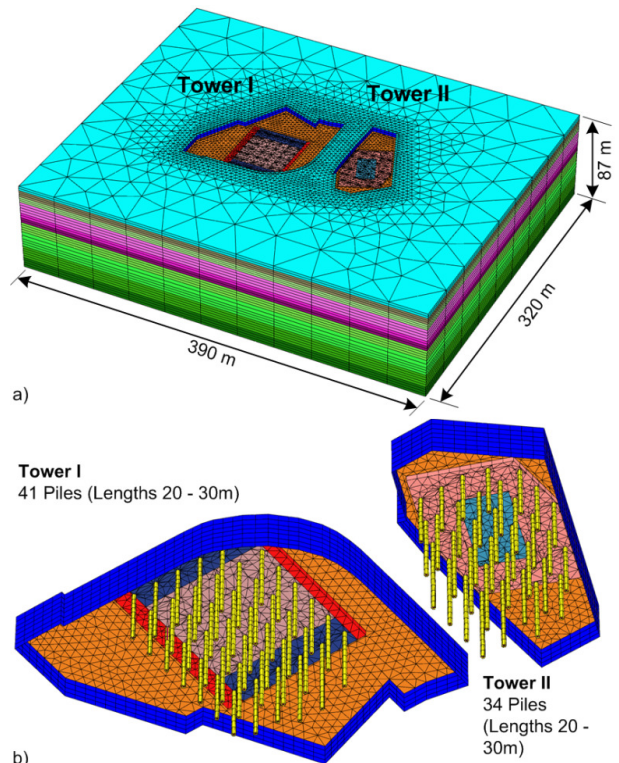 Tower I
Tower II
87 m
320 m
390 m
a)
Tower I
41 Piles (Lengths 20 - 30m)
Tower II
34 Piles
(Lengths 20 -
30m)
b)